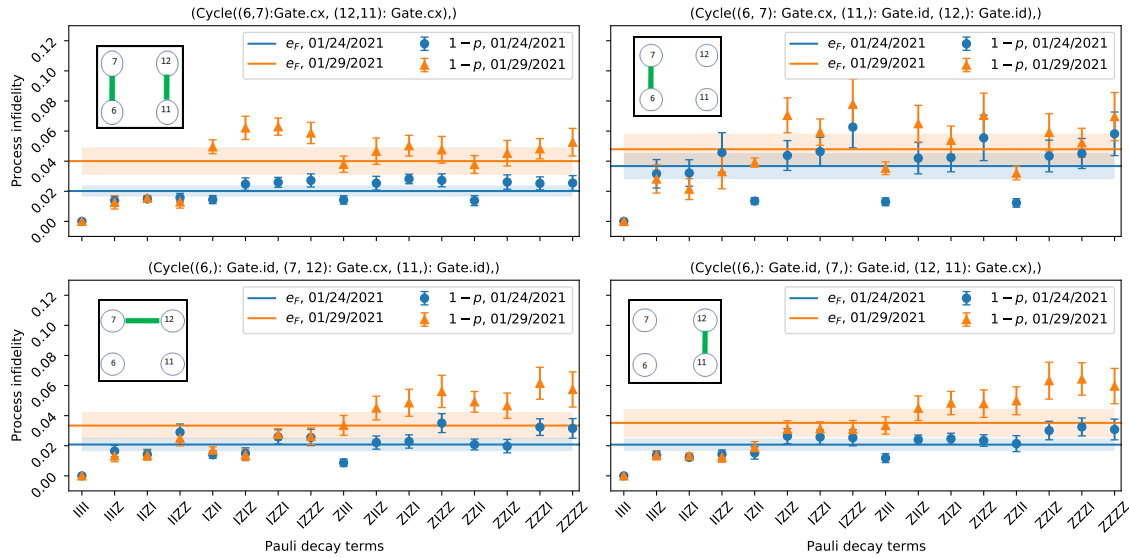 (Cycle((6,7):Gate.cx, (12,11): Gate.cx),)
Process infidelity
0.12
0.10
0.08
0.06
0.04
0.02
0.00
7
12
6
11
e_F, 01/24/2021
e_F, 01/29/2021
1 − p, 01/24/2021
1 − p, 01/29/2021
(Cycle((6, 7): Gate.cx, (11,): Gate.id, (12,): Gate.id),)
7
12
6
11
e_F, 01/24/2021
e_F, 01/29/2021
1 − p, 01/24/2021
1 − p, 01/29/2021
(Cycle((6,): Gate.id, (7, 12): Gate.cx, (11,): Gate.id),)
Process infidelity
0.12
0.10
0.08
0.06
0.04
0.02
0.00
7
12
6
11
e_F, 01/24/2021
e_F, 01/29/2021
1 − p, 01/24/2021
1 − p, 01/29/2021
IIII
IIIZ
IIZI
IIZZ
IZII
IZIZ
IZZI
IZZZ
ZIII
ZIIZ
ZIZI
ZIZZ
ZZII
ZZIZ
ZZZI
ZZZZ
Pauli decay terms
(Cycle((6,): Gate.id, (7,): Gate.id, (12, 11): Gate.cx),)
7
12
6
11
e_F, 01/24/2021
e_F, 01/29/2021
1 − p, 01/24/2021
1 − p, 01/29/2021
IIII
IIIZ
IIZI
IIZZ
IZII
IZIZ
IZZI
IZZZ
ZIII
ZIIZ
ZIZI
ZIZZ
ZZII
ZZIZ
ZZZI
ZZZZ
Pauli decay terms